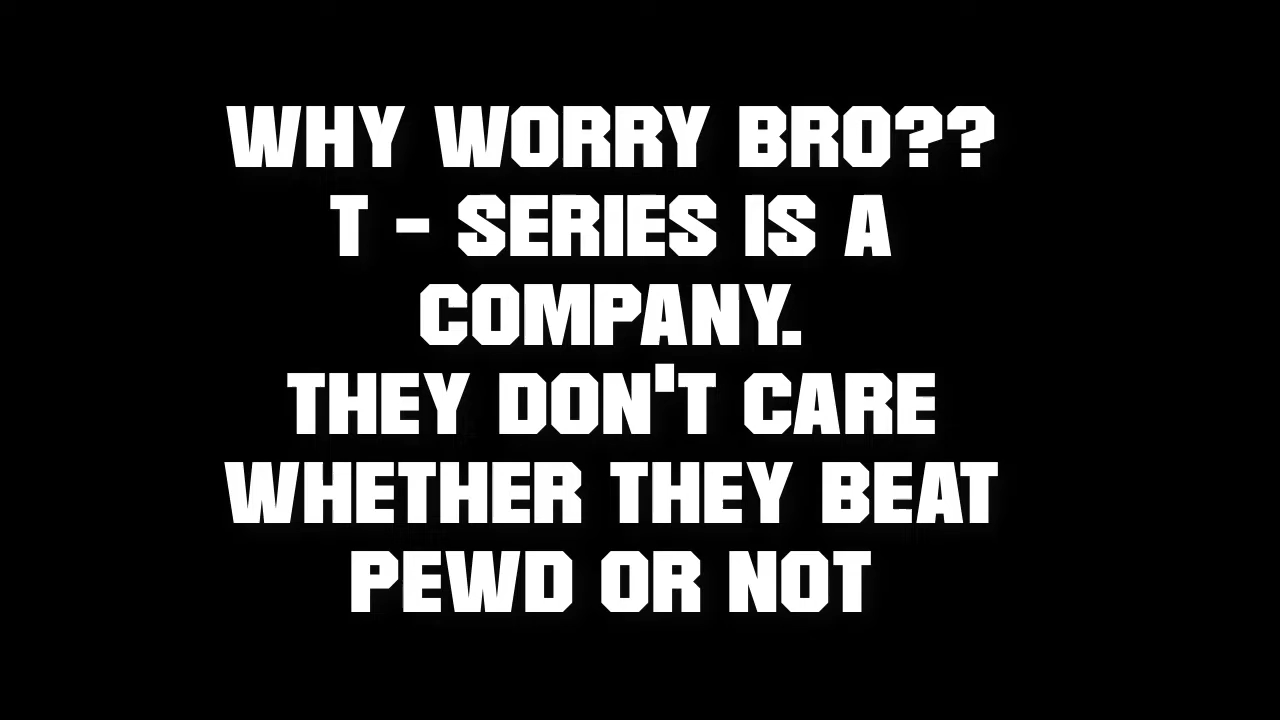 WHY WORRY BRO??
T - SERIES IS A
COMPANY.
THEY DON'T CARE
WHETHER THEY BEAT
PEWD OR NOT